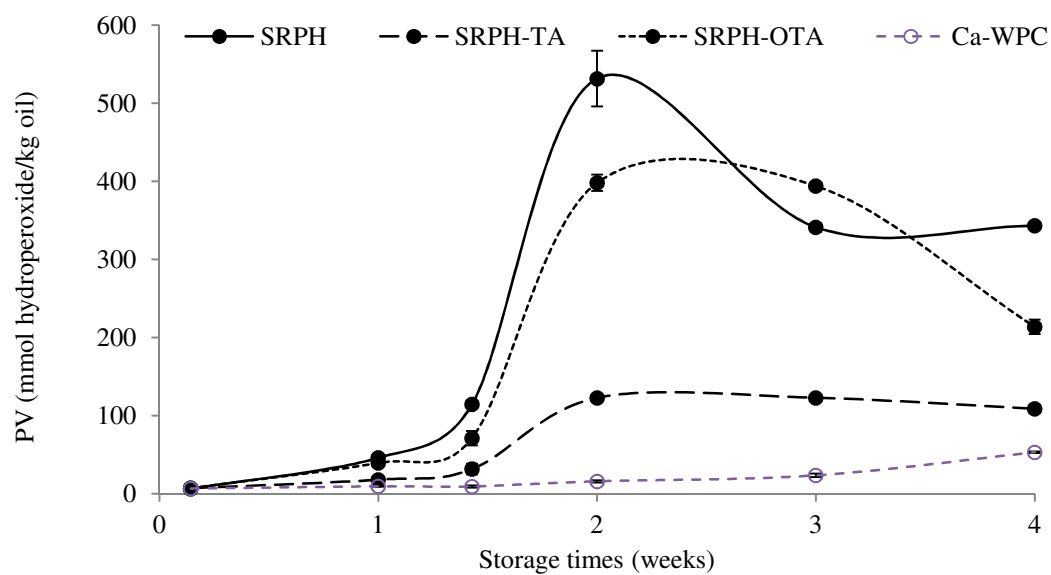 600
SRPH
SRPH-TA
SRPH-OTA
Ca-WPC
500
400
300
200
100
0
PV (mmol hydroperoxide/kg oil)
0 1 2 3 4
Storage times (weeks)